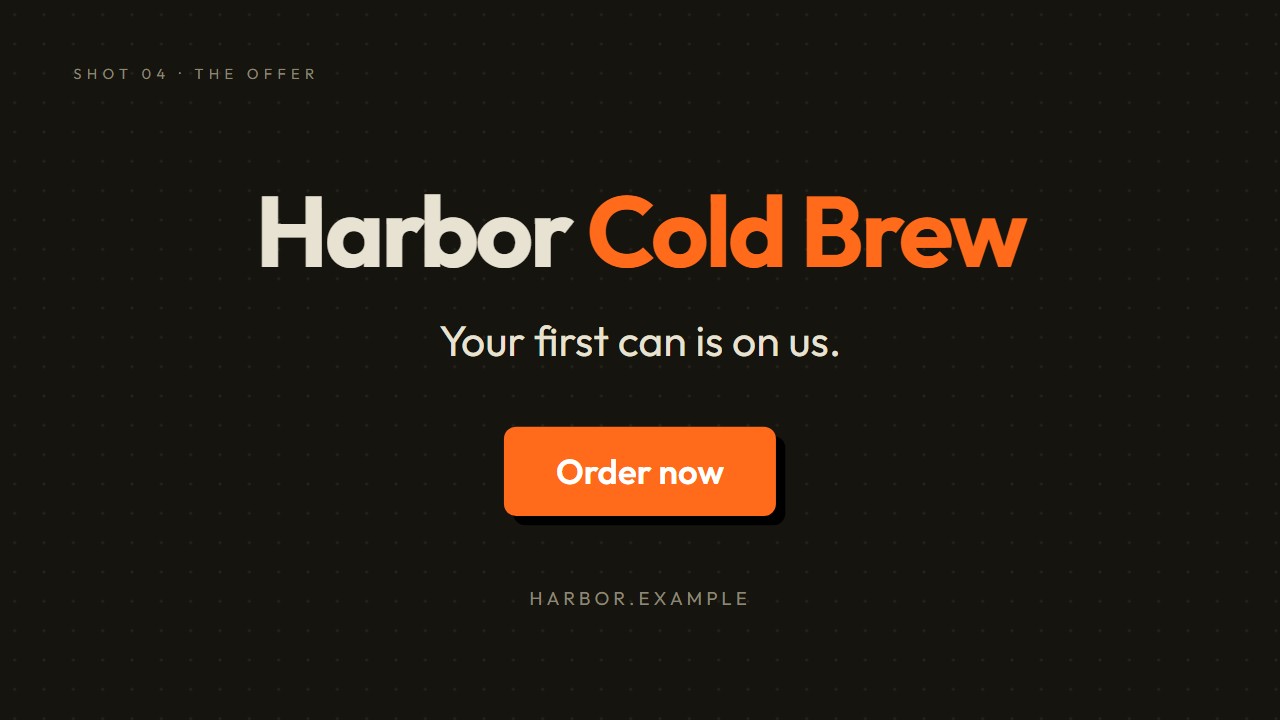 SHOT 04 · THE OFFER
Harbor Cold Brew
Your first can is on us.
Order now
HARBOR.EXAMPLE